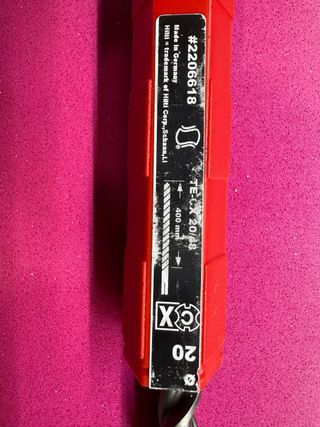 #2206618
Made in Germany
Hilti = trademark of Hilti Corp., Schaan, LI
TE-CX 20/48
400 mm
X
20
Ø